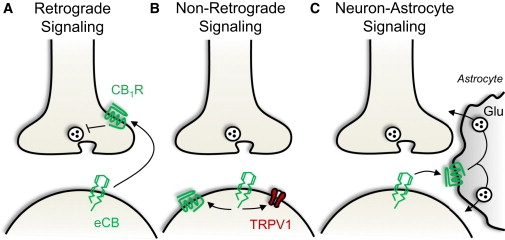 A Retrograde Signaling
B Non-Retrograde Signaling
C Neuron-Astrocyte Signaling
CB₁R
eCB
TRPV1
Astrocyte
Glu